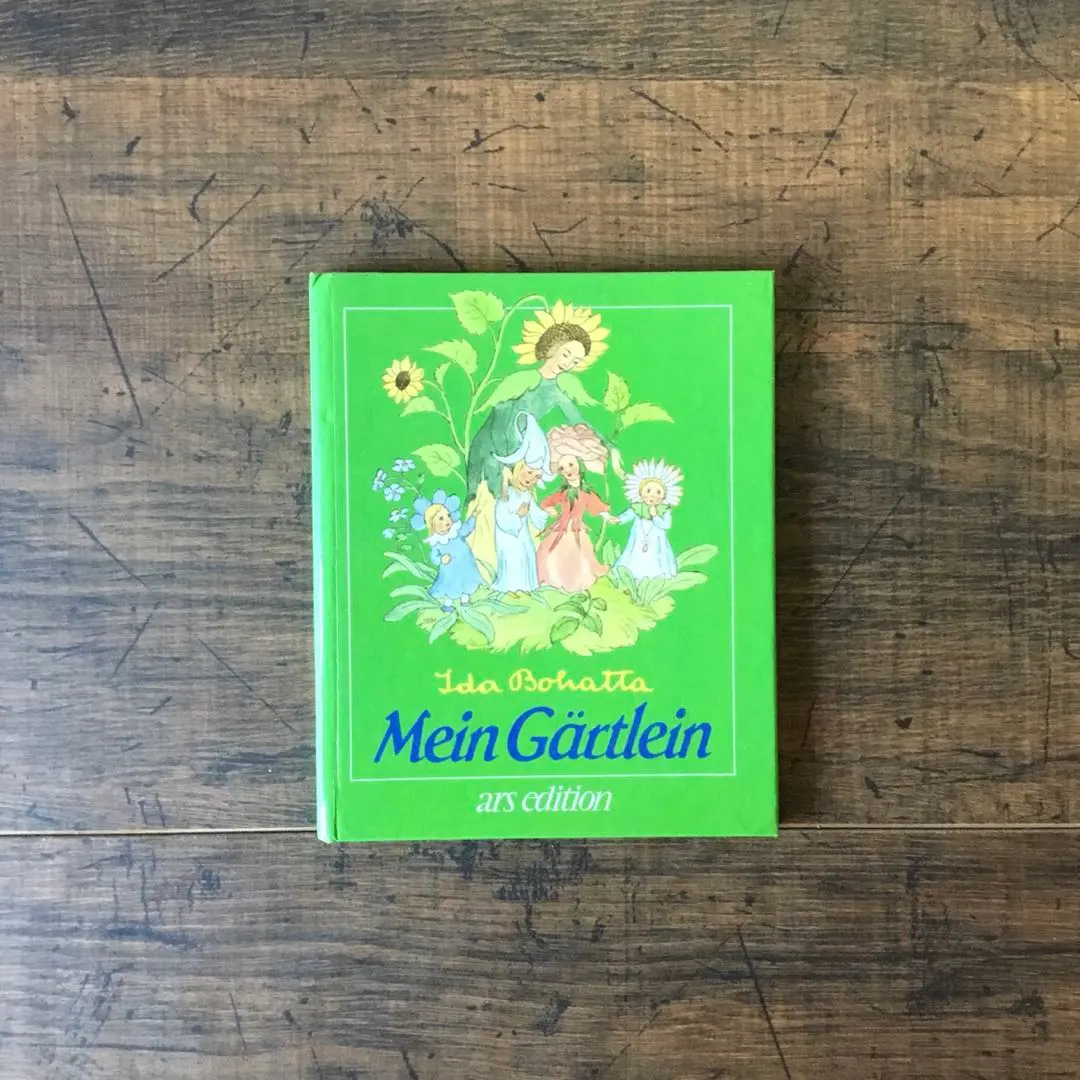 Ida Bohatta
Mein Gärtlein
ars edition